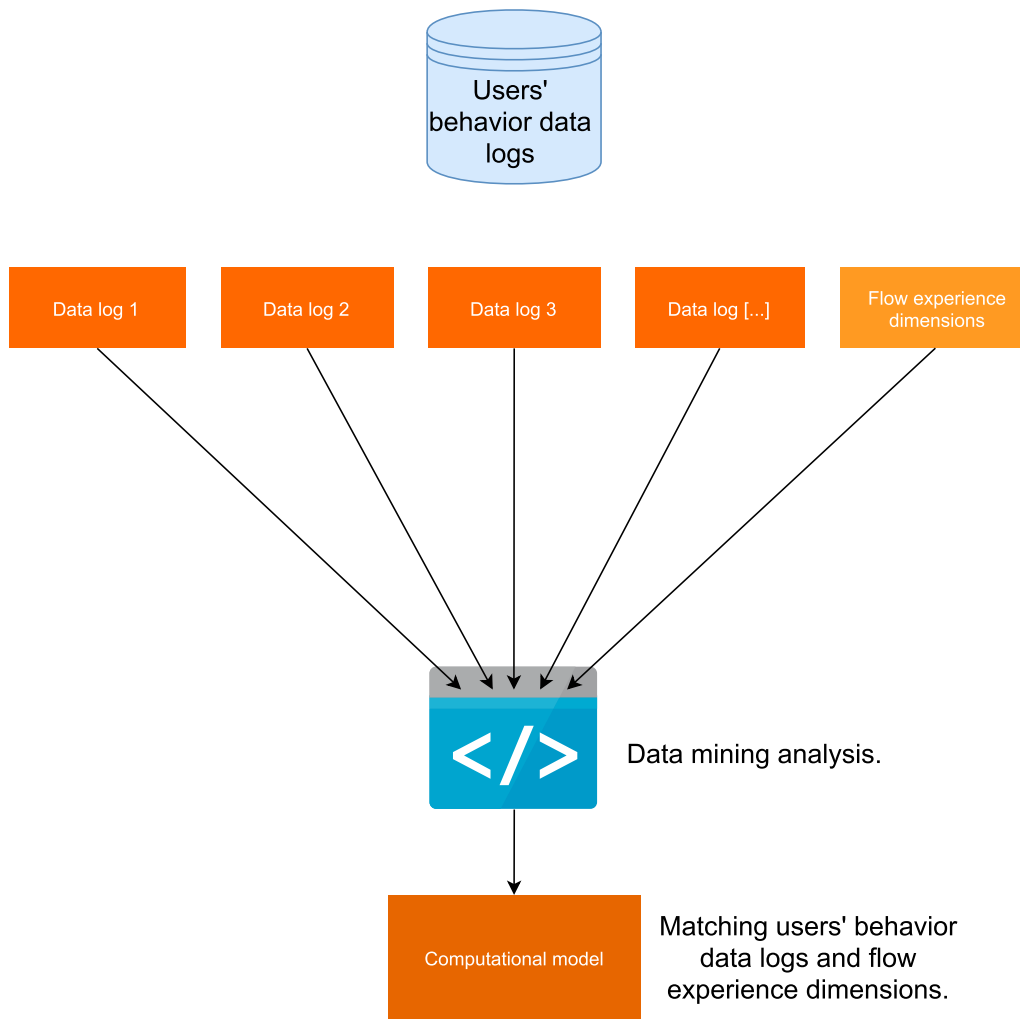 Users'
behavior data
logs
Data log 1
Data log 2
Data log 3
Data log [...]
Flow experience
dimensions
</>
Data mining analysis.
Computational model
Matching users' behavior
data logs and flow
experience dimensions.